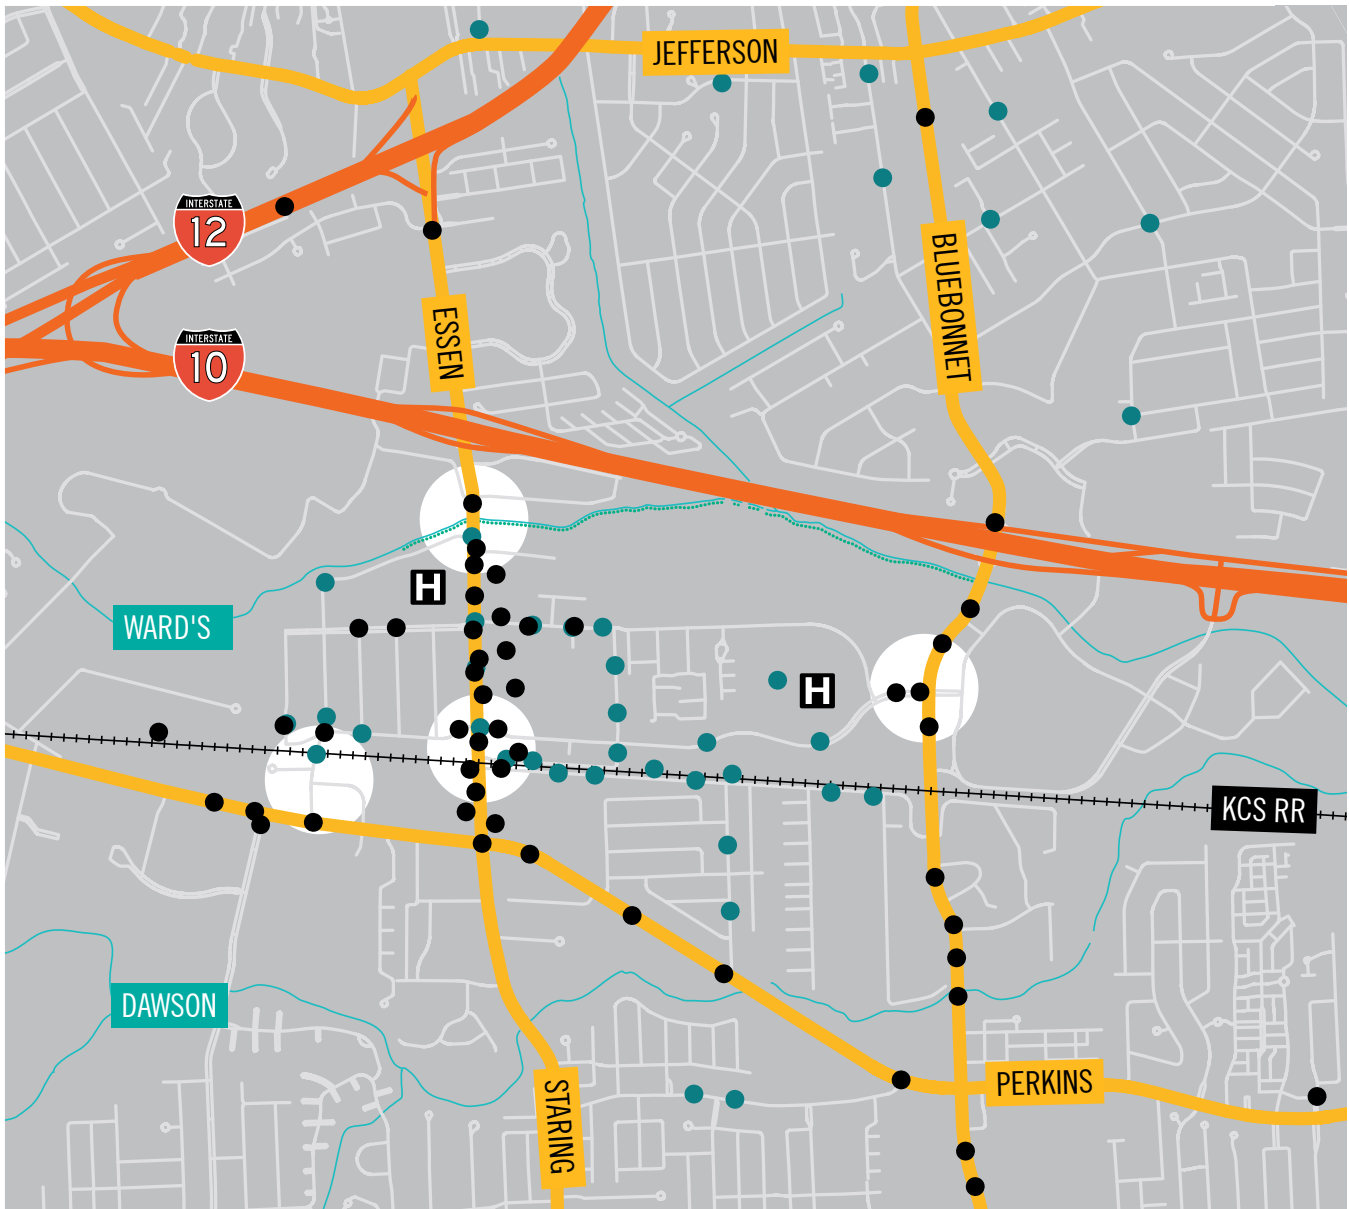 JEFFERSON
INTERSTATE
12
BLUEBONNET
ESSEN
INTERSTATE
10
H
WARD'S
H
KCS RR
DAWSON
PERKINS
STARING